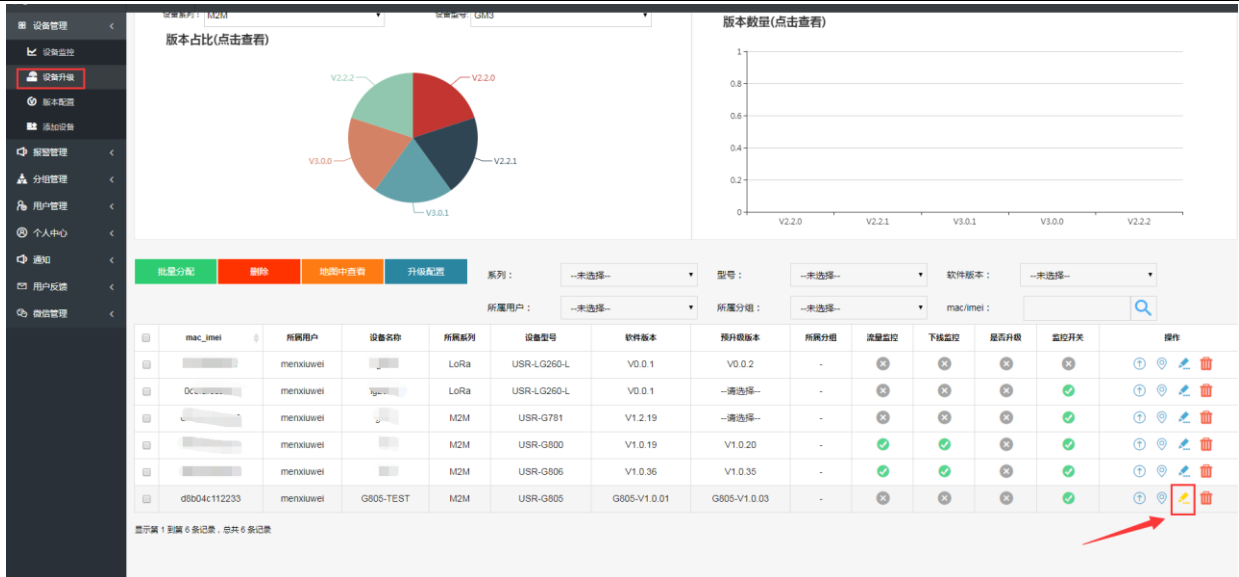 设备管理
设备监控
设备升级
版本配置
添加设备
报警管理
分组管理
用户管理
个人中心
通知
用户反馈
微信管理
设备系列： M2M 设备型号: GM3
版本占比(点击查看)
V2.2.2 V2.2.0
V3.0.0 V2.2.1
V3.0.1
版本数量(点击查看)
1
0.8
0.6
0.4
0.2
0
V2.2.0 V2.2.1 V3.0.1 V3.0.0 V2.2.2
批量分配 删除 地图中查看 升级配置 系列： --未选择-- 型号： --未选择-- 软件版本： --未选择--
所属用户： --未选择-- 所属分组： --未选择-- mac/imei：
mac_imei 所属用户 设备名称 所属系列 设备型号 软件版本 预升级版本 所属分组 流量监控 下线监控 是否升级 监控开关 操作
menxiuwei LoRa USR-LG260-L V0.0.1 V0.0.2 -
menxiuwei LoRa USR-LG260-L V0.0.1 --请选择-- -
menxiuwei M2M USR-G781 V1.2.19 --请选择-- -
menxiuwei M2M USR-G800 V1.0.19 V1.0.20 -
menxiuwei M2M USR-G806 V1.0.36 V1.0.35 -
d8b04c112233 menxiuwei G805-TEST M2M USR-G805 G805-V1.0.01 G805-V1.0.03 -
显示第 1 到第 6 条记录，总共 6 条记录